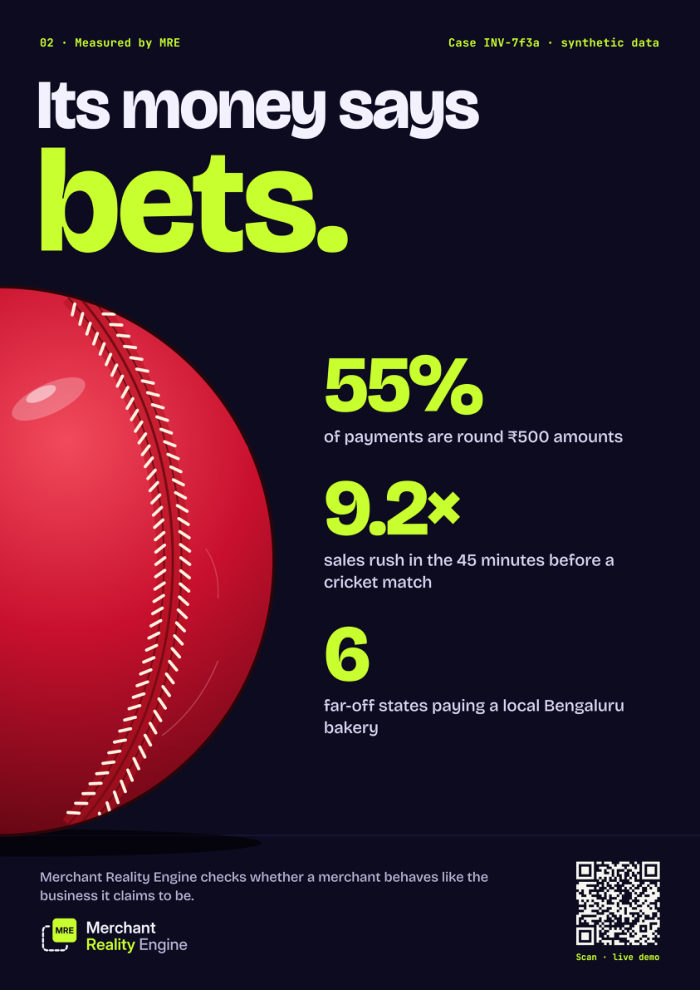 02 · Measured by MRE
Case INV-7f3a · synthetic data
Its money says
bets.
55%
of payments are round ₹500 amounts
9.2×
sales rush in the 45 minutes before a
cricket match
6
far-off states paying a local Bengaluru
bakery
Merchant Reality Engine checks whether a merchant behaves like the
business it claims to be.
MRE
Merchant
Reality Engine
Scan · live demo